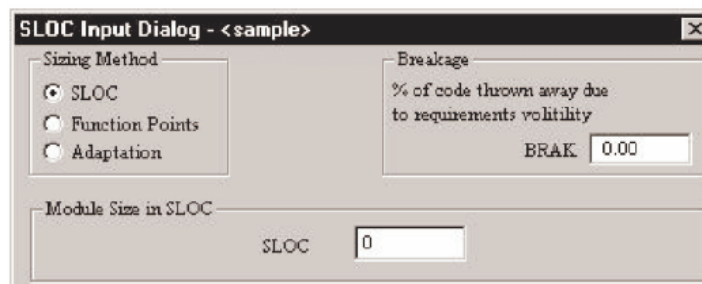 SLOC Input Dialog - <sample>
Sizing Method
SLOC
Function Points
Adaptation
Breakage
% of code thrown away due
to requirements volitility
BRAK 0.00
Module Size in SLOC
SLOC 0